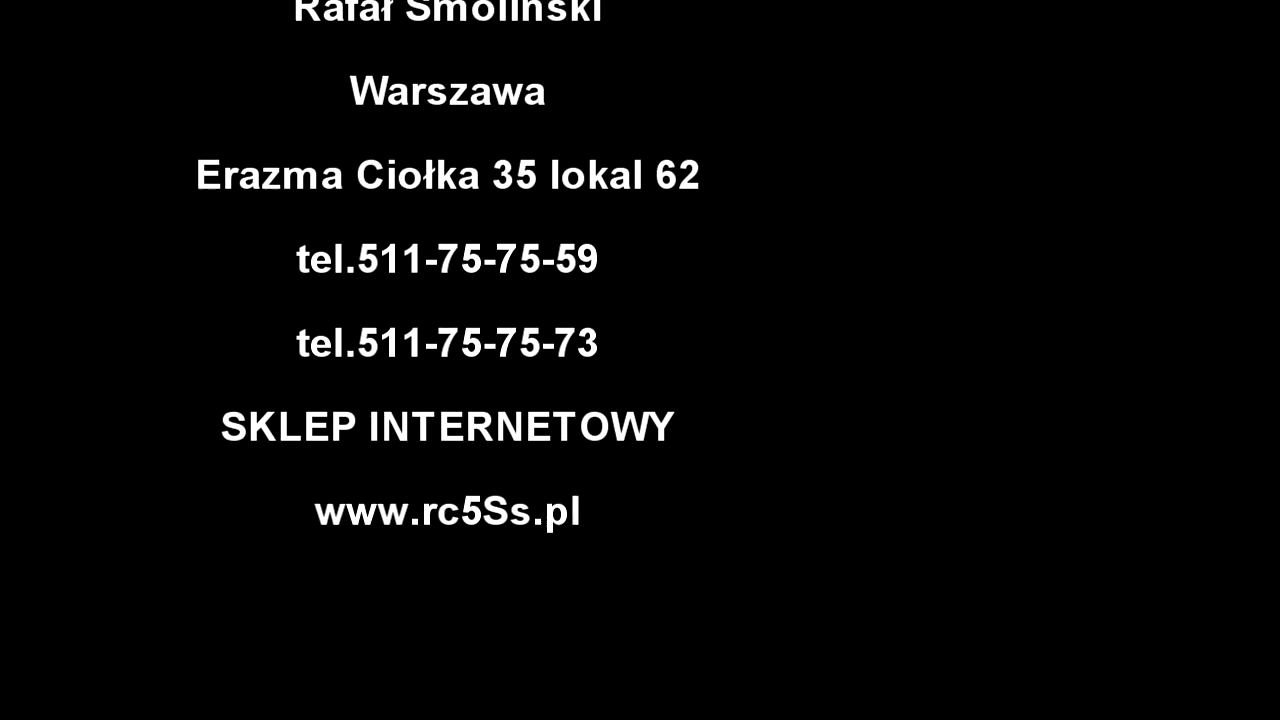 Rafał Smoliński
Warszawa
Erazma Ciołka 35 lokal 62
tel.511-75-75-59
tel.511-75-75-73
SKLEP INTERNETOWY
www.rc5Ss.pl